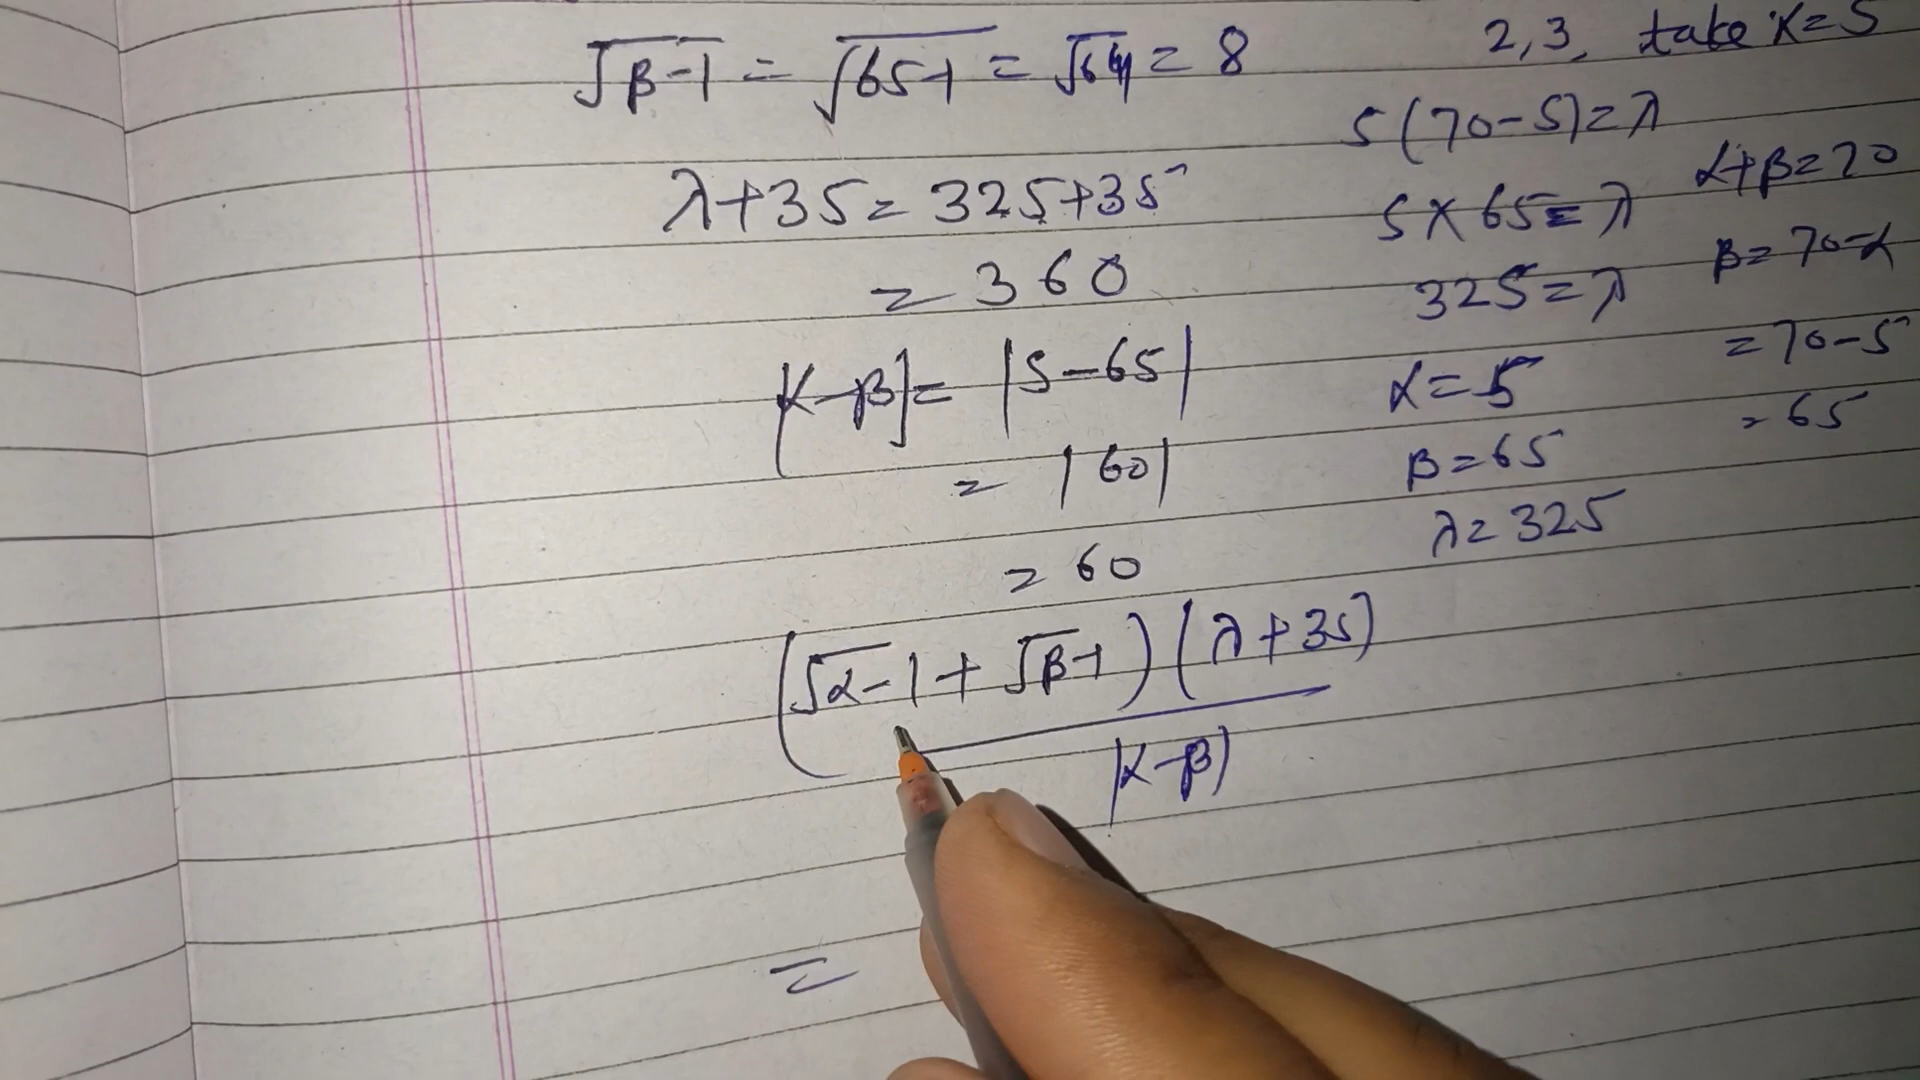 √β-1 = √65-1 = √64 = 8
λ+35 = 325+35
= 360
|α-β| = |5-65|
= |60|
= 60
(√α-1 + √β-1) (λ+35)
|α-β|
=
2,3, take α=5
5(70-5)=λ
5×65=λ
325=λ
α=5
β=65
λ=325
α+β=70
β=70-α
=70-5
=65